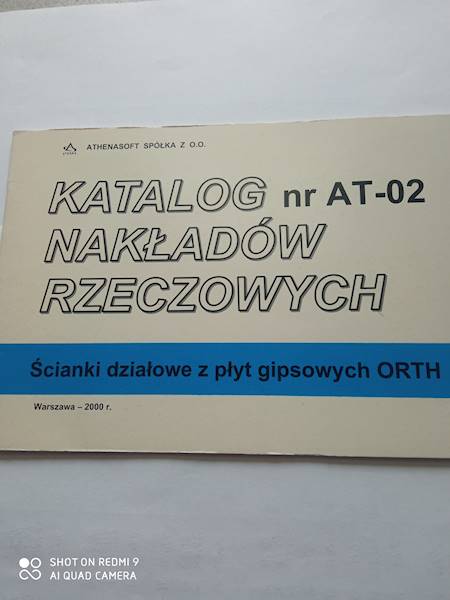 ATHENASOFT SPÓŁKA Z O.O.
KATALOG nr AT-02
NAKŁADÓW
RZECZOWYCH
Ścianki działowe z płyt gipsowych ORTH
Warszawa – 2000 r.
SHOT ON REDMI 9
AI QUAD CAMERA